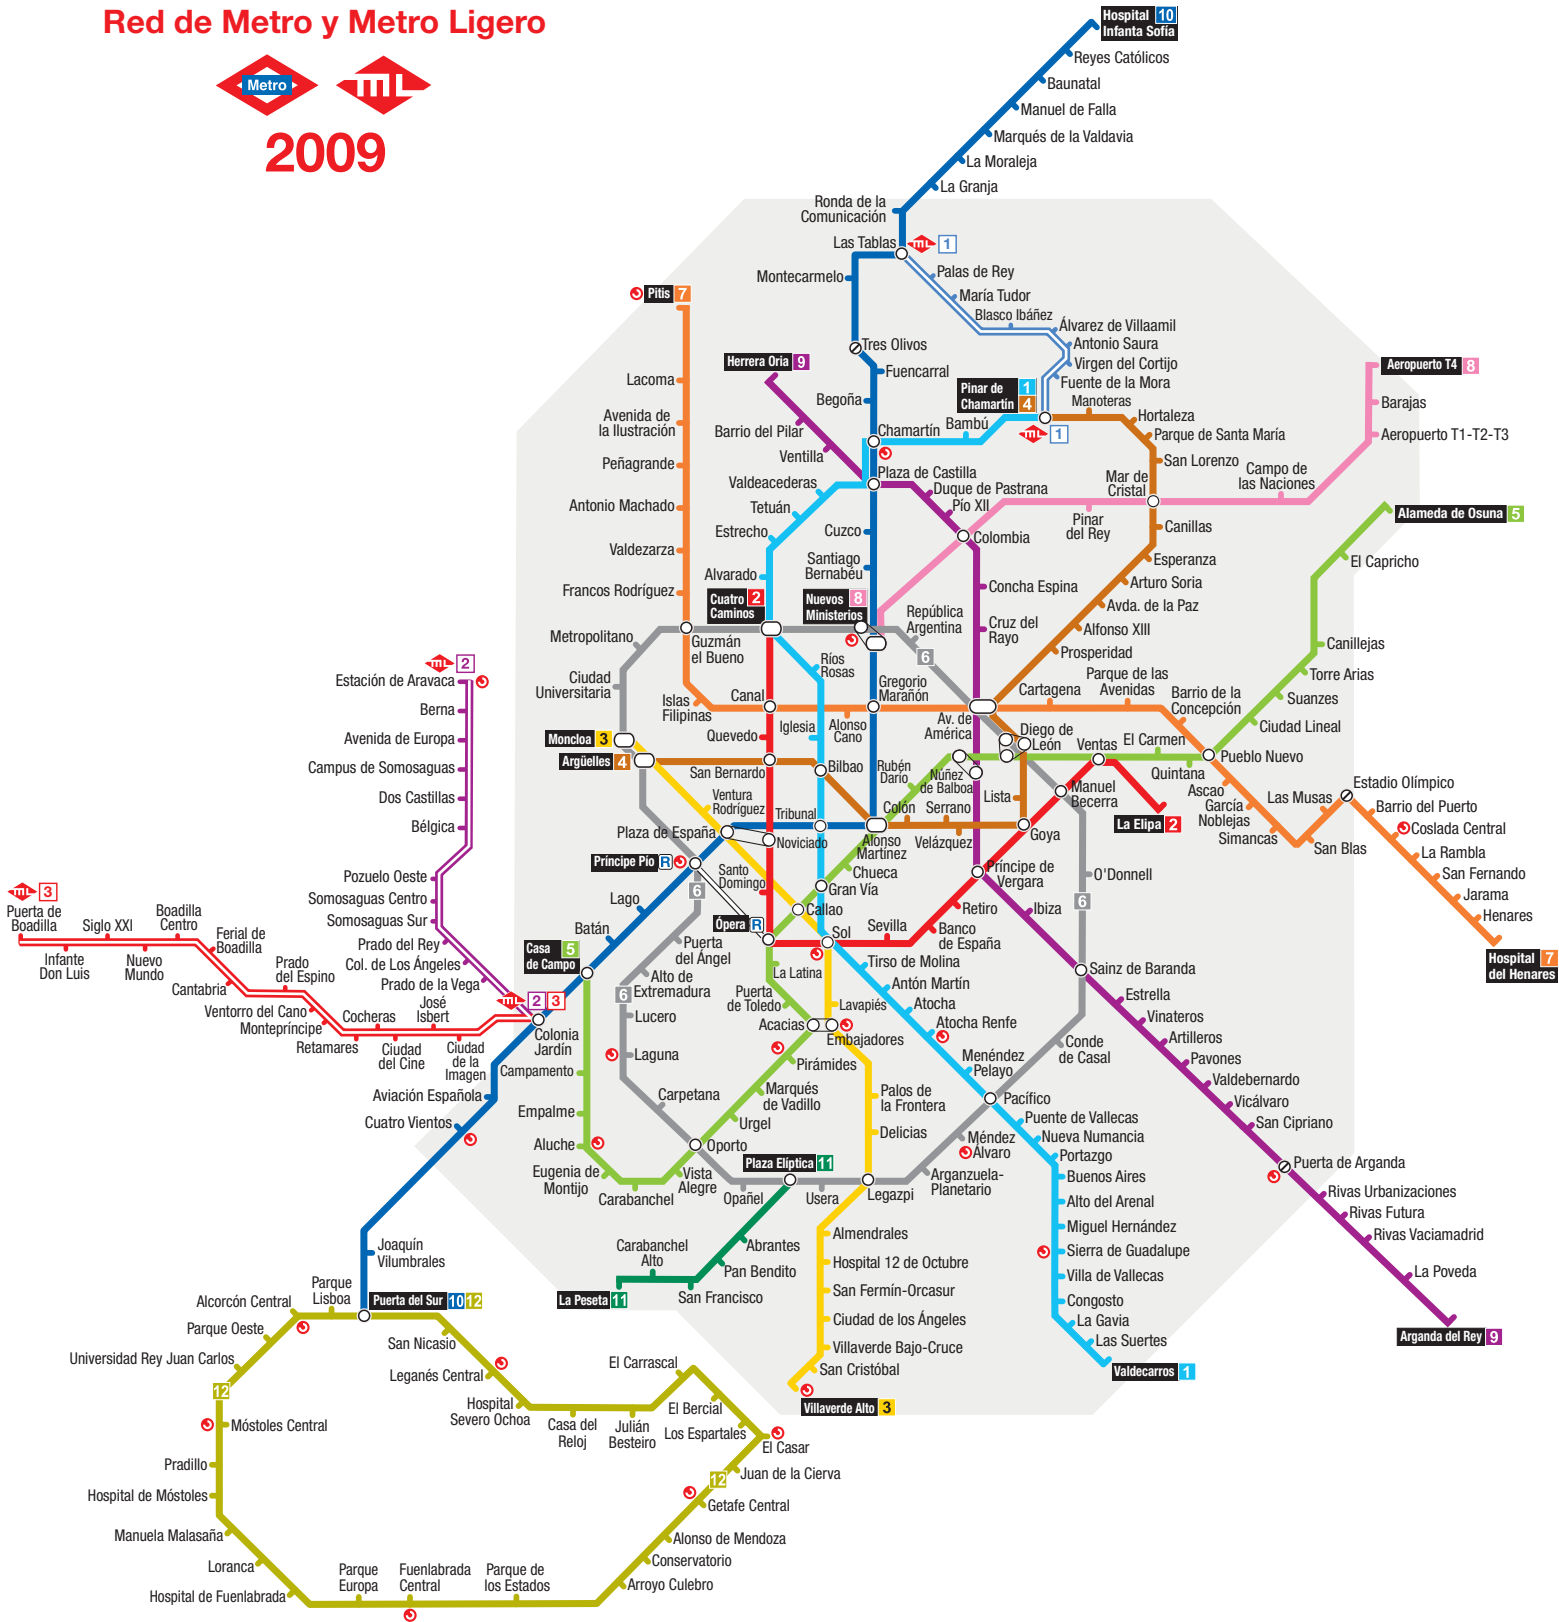 Red de Metro y Metro Ligero
Metro
mL
2009
Hospital 10
Infanta Sofía
Reyes Católicos
Baunatal
Manuel de Falla
Marqués de la Valdavia
La Moraleja
La Granja
Ronda de la
Comunicación
Las Tablas
mL 1
Palas de Rey
María Tudor
Blasco Ibáñez
Álvarez de Villaamil
Antonio Saura
Virgen del Cortijo
Fuente de la Mora
Montecarmelo
Tres Olivos
Fuencarral
Begoña
Chamartín
Bambú
Pinar de 1
Chamartín 4
mL 1
Manoteras
Hortaleza
Parque de Santa María
San Lorenzo
Mar de
Cristal
Campo de
las Naciones
Aeropuerto T4 8
Barajas
Aeropuerto T1-T2-T3
Pitis 7
Lacoma
Avenida de
la Ilustración
Peñagrande
Antonio Machado
Valdezarza
Francos Rodríguez
Herrera Oria 9
Barrio del Pilar
Ventilla
Valdeacederas
Tetuán
Estrecho
Alvarado
Plaza de Castilla
Duque de Pastrana
Pío XII
Colombia
Pinar
del Rey
Canillas
Esperanza
Arturo Soria
Avda. de la Paz
Alfonso XIII
Prosperidad
Alameda de Osuna 5
El Capricho
Canillejas
Torre Arias
Suanzes
Ciudad Lineal
Cuzco
Santiago
Bernabéu
Concha Espina
Cruz del
Rayo
Cuatro 2
Caminos
Nuevos 8
Ministerios
República
Argentina
6
Metropolitano
Guzmán
el Bueno
Ciudad
Universitaria
Ríos
Rosas
Islas
Filipinas
Canal
Iglesia
Alonso
Cano
Gregorio
Marañón
Av. de
América
Cartagena
Parque de las
Avenidas
Barrio de la
Concepción
Moncloa 3
Argüelles 4
Quevedo
San Bernardo
Bilbao
Rubén
Darío
Núñez
de Balboa
Diego de
León
Ventas
El Carmen
Quintana
Pueblo Nuevo
Ascao
García
Noblejas
Simancas
San Blas
Las Musas
Estadio Olímpico
Barrio del Puerto
Coslada Central
La Rambla
San Fernando
Jarama
Henares
Hospital 7
del Henares
Ventura
Rodríguez
Plaza de España
Noviciado
Tribunal
Alonso
Martínez
Colón
Serrano
Velázquez
Lista
Goya
Manuel
Becerra
La Elipa 2
Príncipe Pío R
6
Santo
Domingo
Chueca
Gran Vía
Callao
Príncipe de
Vergara
O'Donnell
6
Retiro
Ibiza
Banco
de España
Sevilla
Sol
Ópera R
Lago
Batán
Casa 5
de Campo
mL 2
Estación de Aravaca
Berna
Avenida de Europa
Campus de Somosaguas
Dos Castillas
Bélgica
Pozuelo Oeste
Somosaguas Centro
Somosaguas Sur
Prado del Rey
Col. de Los Ángeles
Prado de la Vega
mL 2 3
Colonia
Jardín
mL 3
Puerta de
Boadilla
Infante
Don Luis
Siglo XXI
Nuevo
Mundo
Boadilla
Centro
Ferial de
Boadilla
Cantabria
Prado
del Espino
Ventorro del Cano
Montepríncipe
Retamares
Cocheras
Ciudad
del Cine
José
Isbert
Ciudad
de la
Imagen
Puerta
del Ángel
Alto de
Extremadura
6
Lucero
Laguna
Carpetana
Oporto
La Latina
Puerta
de Toledo
Acacias
Lavapiés
Embajadores
Pirámides
Marqués
de Vadillo
Urgel
Vista
Alegre
Carabanchel
Eugenia de
Montijo
Aluche
Empalme
Campamento
Aviación Española
Cuatro Vientos
Joaquín
Vilumbrales
Tirso de Molina
Antón Martín
Atocha
Atocha Renfe
Menéndez
Pelayo
Pacífico
Conde
de Casal
Sainz de Baranda
Estrella
Vinateros
Artilleros
Pavones
Valdebernardo
Vicálvaro
San Cipriano
Puerta de Arganda
Rivas Urbanizaciones
Rivas Futura
Rivas Vaciamadrid
La Poveda
Arganda del Rey 9
Palos de
la Frontera
Delicias
Legazpi
Méndez
Álvaro
Arganzuela-
Planetario
Puente de Vallecas
Nueva Numancia
Portazgo
Buenos Aires
Alto del Arenal
Miguel Hernández
Sierra de Guadalupe
Villa de Vallecas
Congosto
La Gavia
Las Suertes
Valdecarros 1
Plaza Elíptica 11
Opañel
Usera
Abrantes
Pan Bendito
San Francisco
Carabanchel
Alto
La Peseta 11
Almendrales
Hospital 12 de Octubre
San Fermín-Orcasur
Ciudad de los Ángeles
Villaverde Bajo-Cruce
San Cristóbal
Villaverde Alto 3
Puerta del Sur 10 12
Parque
Lisboa
Alcorcón Central
Parque Oeste
Universidad Rey Juan Carlos
12
Móstoles Central
Pradillo
Hospital de Móstoles
Manuela Malasaña
Loranca
Hospital de Fuenlabrada
Parque
Europa
Fuenlabrada
Central
Parque de
los Estados
Arroyo Culebro
Conservatorio
Alonso de Mendoza
Getafe Central
12
Juan de la Cierva
El Casar
Los Espartales
El Bercial
El Carrascal
Julián
Besteiro
Casa del
Reloj
Hospital
Severo Ochoa
Leganés Central
San Nicasio